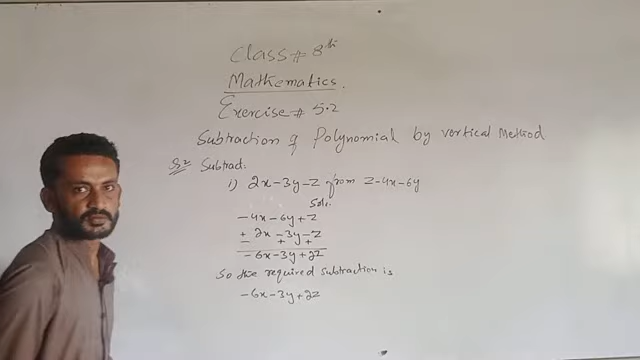 Class # 8th
Mathematics.
Exercise # 5.2
Subtraction of Polynomial by vertical Method
Q2 Subtract.
i) 2x-3y-z from z-4x-6y
Sol:
-4x-6y+z
+ 2x -3y-z
- + +
-6x-3y+2z
So the required subtraction is
-6x-3y+2z